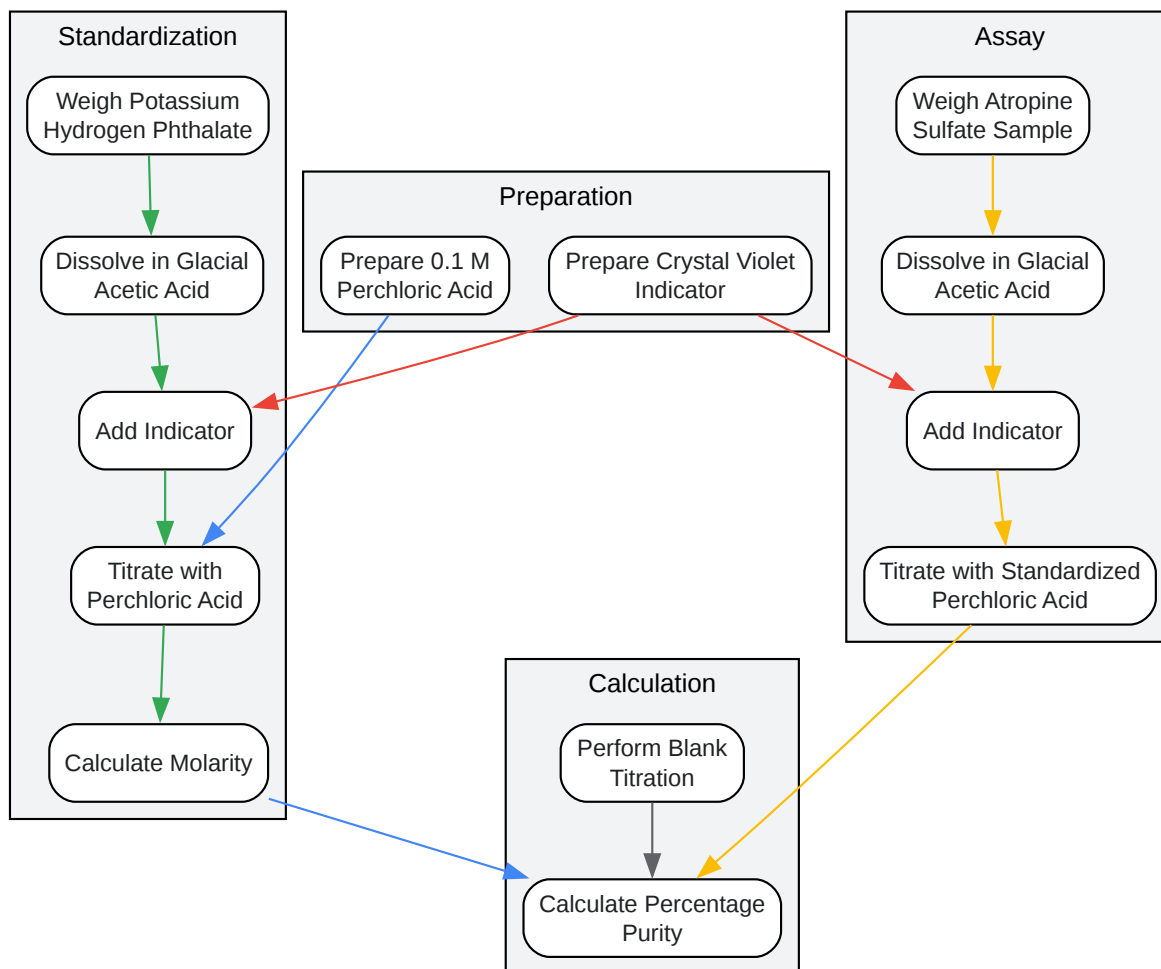 Standardization
Weigh Potassium
Hydrogen Phthalate
Dissolve in Glacial
Acetic Acid
Add Indicator
Titrate with
Perchloric Acid
Calculate Molarity
Preparation
Prepare 0.1 M
Perchloric Acid
Prepare Crystal Violet
Indicator
Assay
Weigh Atropine
Sulfate Sample
Dissolve in Glacial
Acetic Acid
Add Indicator
Titrate with Standardized
Perchloric Acid
Calculation
Perform Blank
Titration
Calculate Percentage
Purity